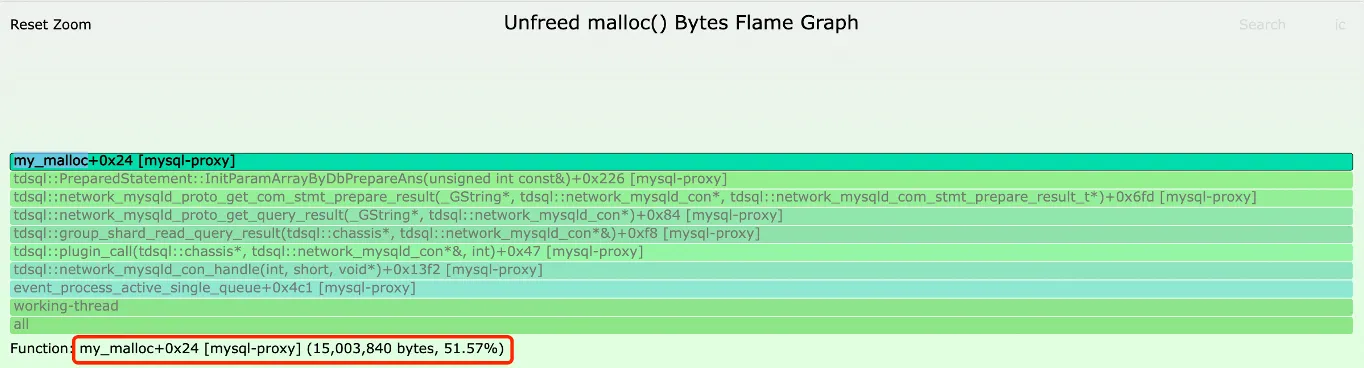 Reset Zoom
Unfreed malloc() Bytes Flame Graph
Search
ic
my_malloc+0x24 [mysql-proxy]
tdsql::PreparedStatement::InitParamArrayByDbPrepareAns(unsigned int const&)+0x226 [mysql-proxy]
tdsql::network_mysqld_proto_get_com_stmt_prepare_result(_GString*, tdsql::network_mysqld_con*, tdsql::network_mysqld_com_stmt_prepare_result_t*)+0x6fd [mysql-proxy]
tdsql::network_mysqld_proto_get_query_result(_GString*, tdsql::network_mysqld_con*)+0x84 [mysql-proxy]
tdsql::group_shard_read_query_result(tdsql::chassis*, tdsql::network_mysqld_con*&)+0xf8 [mysql-proxy]
tdsql::plugin_call(tdsql::chassis*, tdsql::network_mysqld_con*&, int)+0x47 [mysql-proxy]
tdsql::network_mysqld_con_handle(int, short, void*)+0x13f2 [mysql-proxy]
event_process_active_single_queue+0x4c1 [mysql-proxy]
working-thread
all
Function: my_malloc+0x24 [mysql-proxy] (15,003,840 bytes, 51.57%)